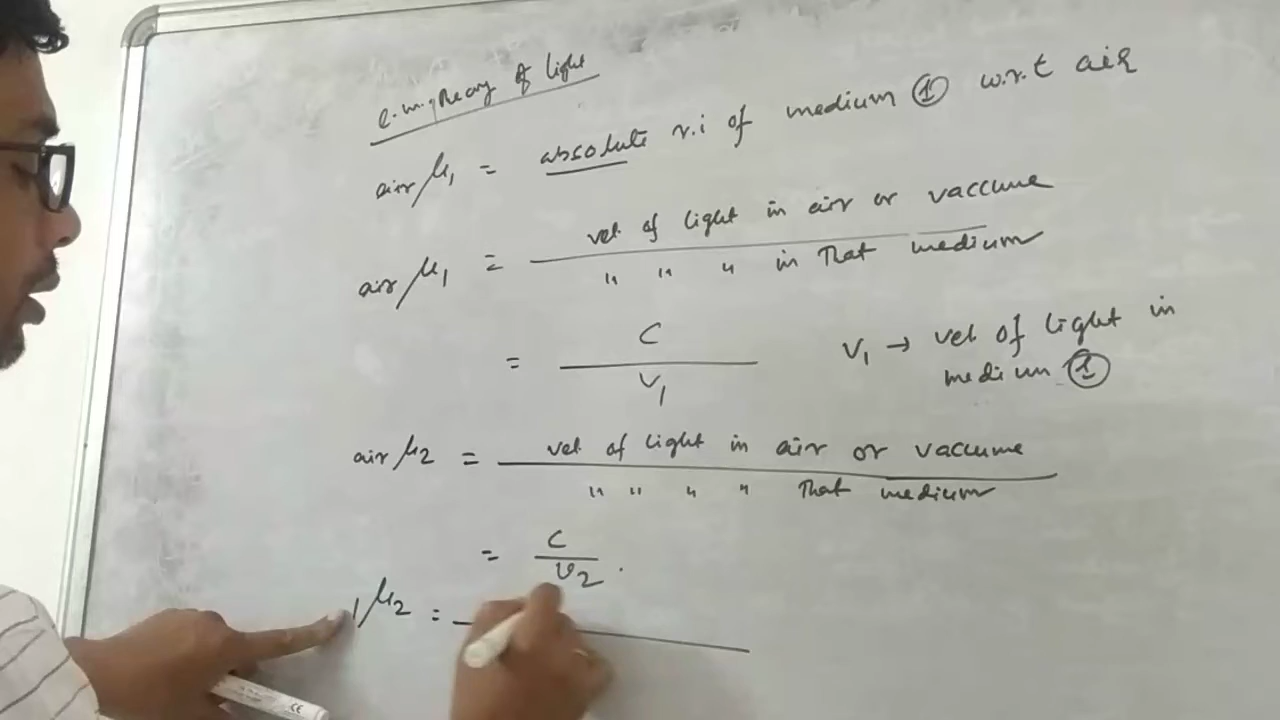 e.m. theory of light
air μ₁ = absolute r.i of medium ① w.r.t air
air μ₁ = vel. of light in air or vaccume
" " " in that medium
= C
V₁
V₁ → vel of light in
medium ①
air μ₂ = vel. of light in air or vaccume
" " " " that medium
= C
V₂ .
₁μ₂ =
CE